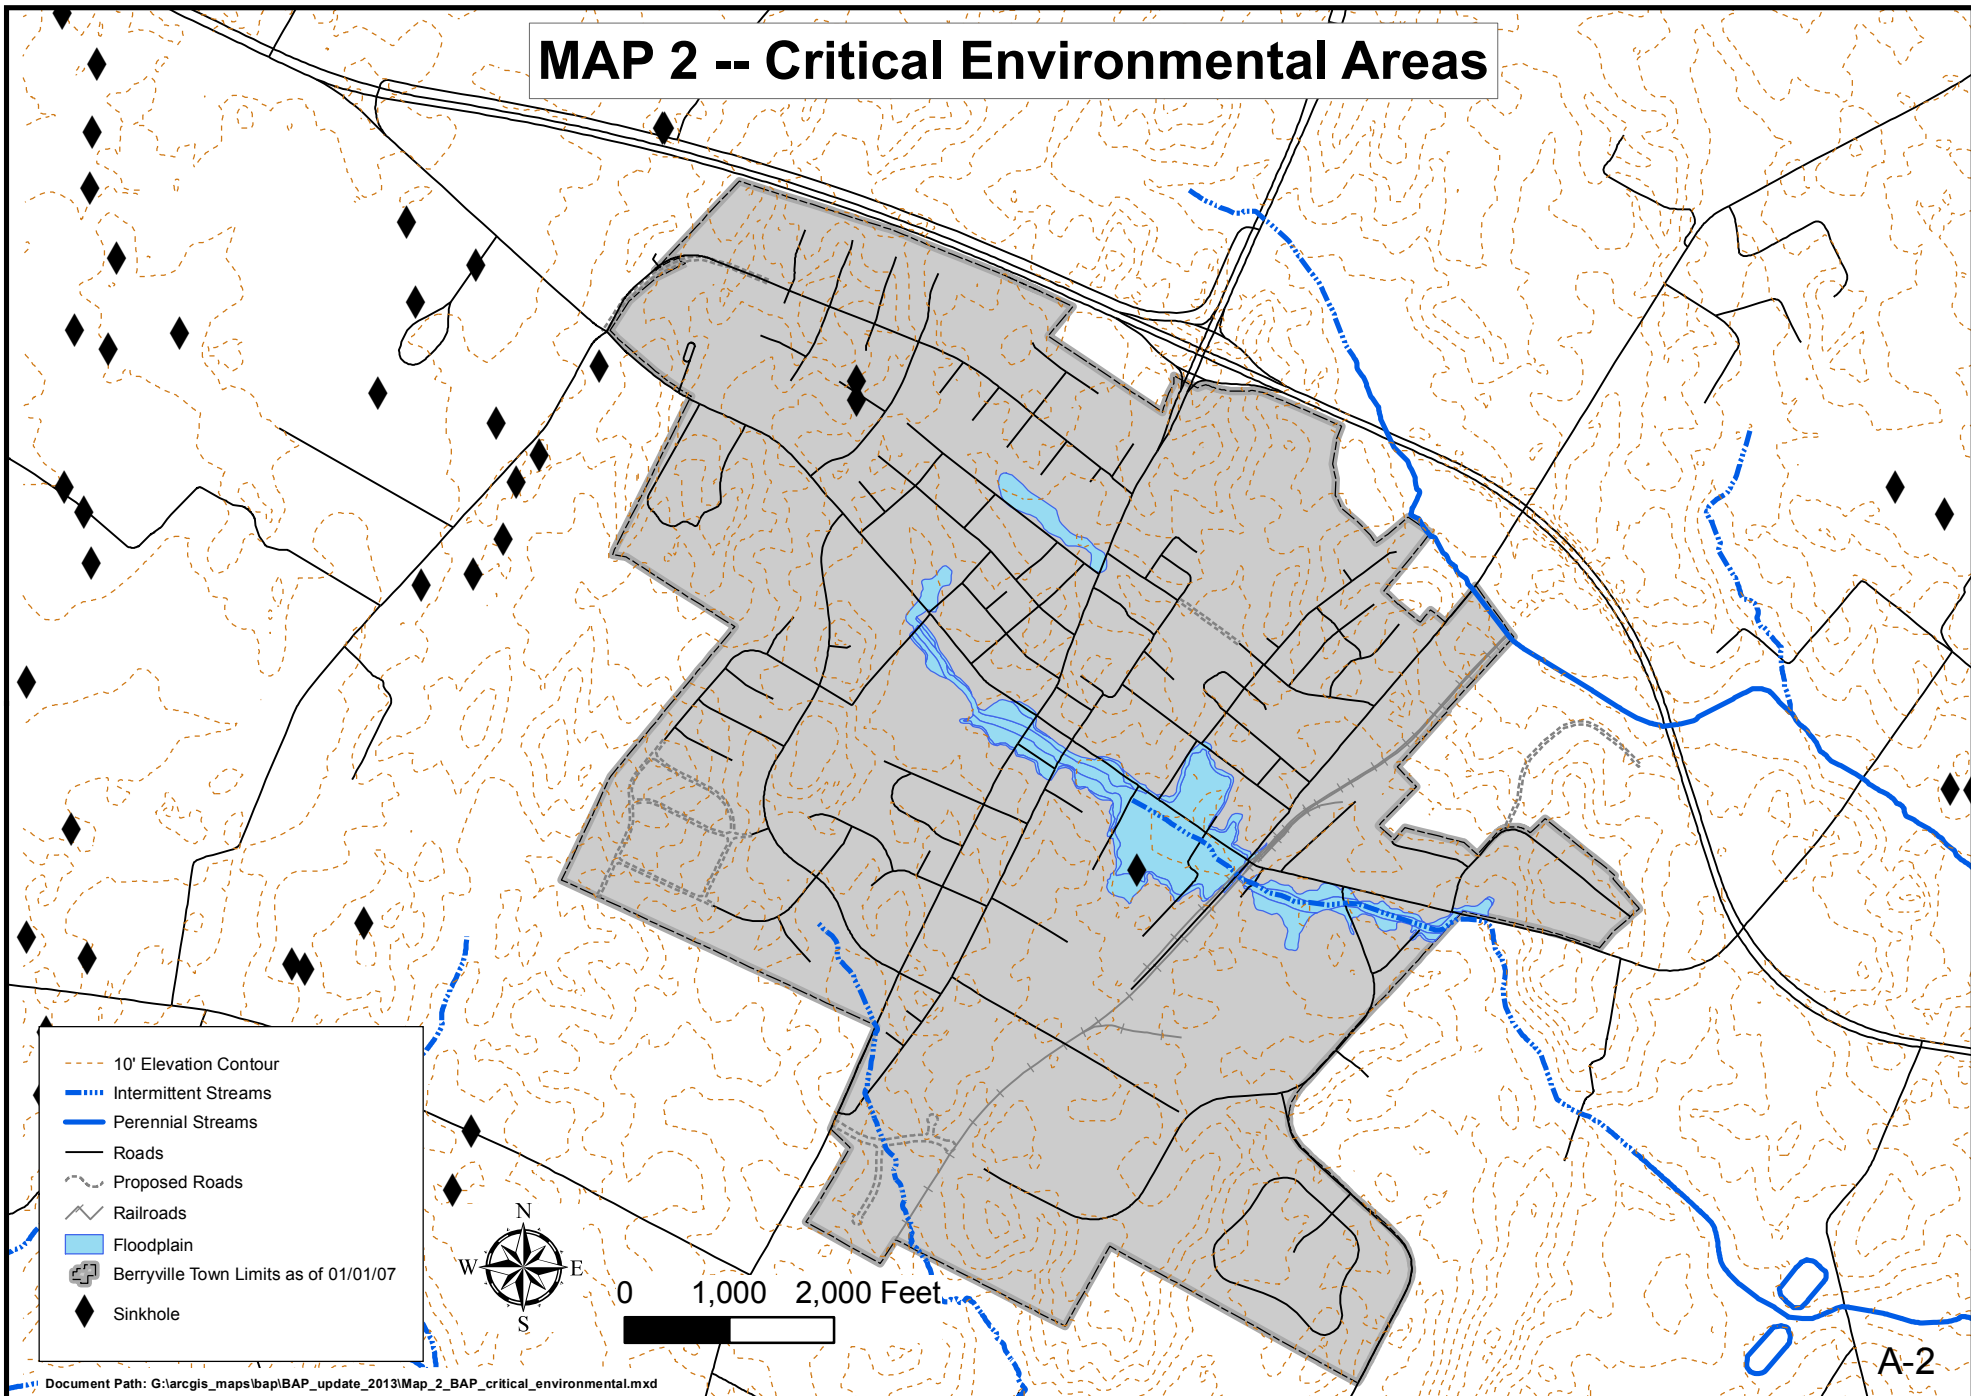 MAP 2 -- Critical Environmental Areas
10' Elevation Contour
Intermittent Streams
Perennial Streams
Roads
Proposed Roads
Railroads
Floodplain
Berryville Town Limits as of 01/01/07
Sinkhole
N
W E
S
0 1,000 2,000 Feet
A-2
Document Path: G:\arcgis_maps\bap\BAP_update_2013\Map_2_BAP_critical_environmental.mxd